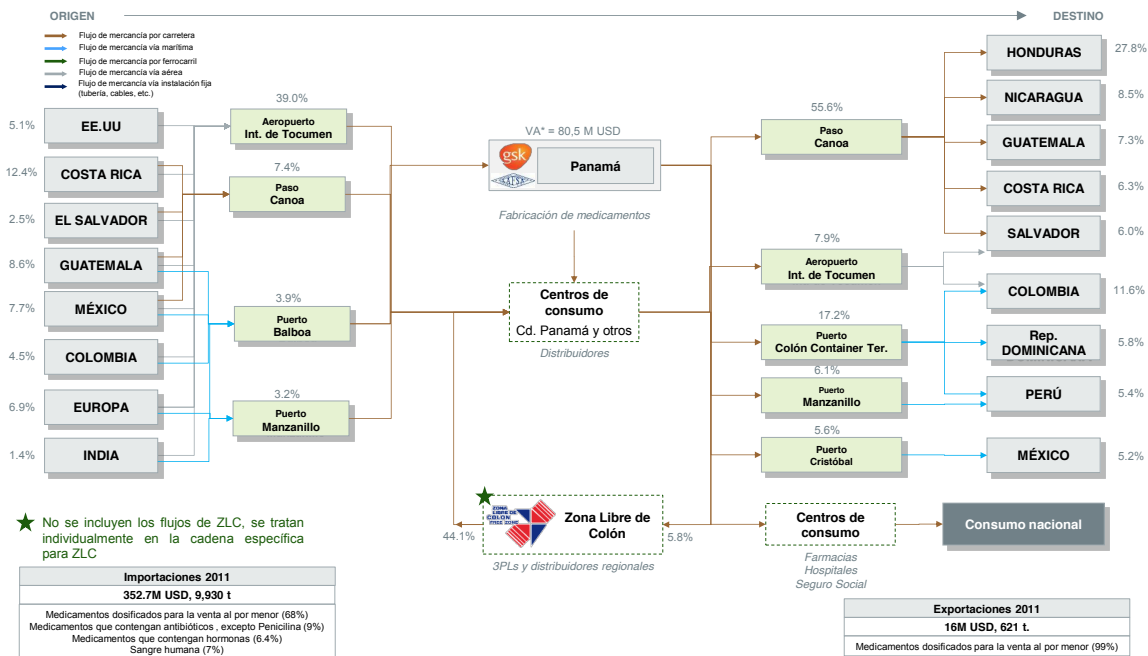 ORIGEN
DESTINO
Flujo de mercancía por carretera
Flujo de mercancía vía marítima
Flujo de mercancía por ferrocarril
Flujo de mercancía vía aérea
Flujo de mercancía vía instalación fija
(tubería, cables, etc.)
5.1%
EE.UU
12.4%
COSTA RICA
2.5%
EL SALVADOR
8.6%
GUATEMALA
7.7%
MÉXICO
4.5%
COLOMBIA
6.9%
EUROPA
1.4%
INDIA
39.0%
Aeropuerto
Int. de Tocumen
7.4%
Paso
Canoa
3.9%
Puerto
Balboa
3.2%
Puerto
Manzanillo
VA* = 80,5 M USD
gsk
Panamá
Fabricación de medicamentos
Centros de
consumo
Cd. Panamá y otros
Distribuidores
44.1%
ZONA
LIBRE DE
COLON
FREE ZONE
Zona Libre de
Colón
5.8%
3PLs y distribuidores regionales
55.6%
Paso
Canoa
7.9%
Aeropuerto
Int. de Tocumen
17.2%
Puerto
Colón Container Ter.
6.1%
Puerto
Manzanillo
5.6%
Puerto
Cristóbal
Centros de
consumo
Farmacias
Hospitales
Seguro Social
HONDURAS
27.8%
NICARAGUA
8.5%
GUATEMALA
7.3%
COSTA RICA
6.3%
SALVADOR
6.0%
COLOMBIA
11.6%
Rep.
DOMINICANA
5.8%
PERÚ
5.4%
MÉXICO
5.2%
Consumo nacional
No se incluyen los flujos de ZLC, se tratan
individualmente en la cadena específica
para ZLC
Importaciones 2011
352.7M USD, 9,930 t
Medicamentos dosificados para la venta al por menor (68%)
Medicamentos que contengan antibióticos , excepto Penicilina (9%)
Medicamentos que contengan hormonas (6.4%)
Sangre humana (7%)
Exportaciones 2011
16M USD, 621 t.
Medicamentos dosificados para la venta al por menor (99%)